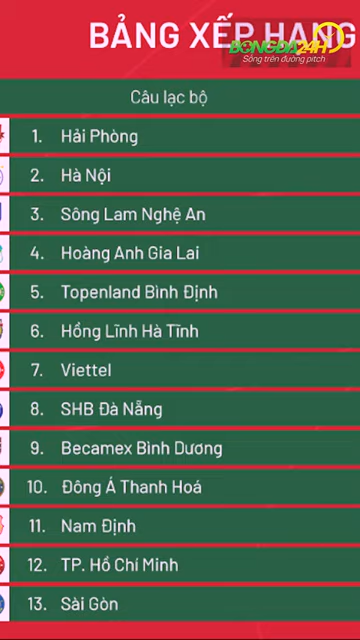 BẢNG XẾP HẠNG
BONGDA24H
Sống trên đường pitch
Câu lạc bộ
1. Hải Phòng
2. Hà Nội
3. Sông Lam Nghệ An
4. Hoàng Anh Gia Lai
5. Topenland Bình Định
6. Hồng Lĩnh Hà Tĩnh
7. Viettel
8. SHB Đà Nẵng
9. Becamex Bình Dương
10. Đông Á Thanh Hoá
11. Nam Định
12. TP. Hồ Chí Minh
13. Sài Gòn